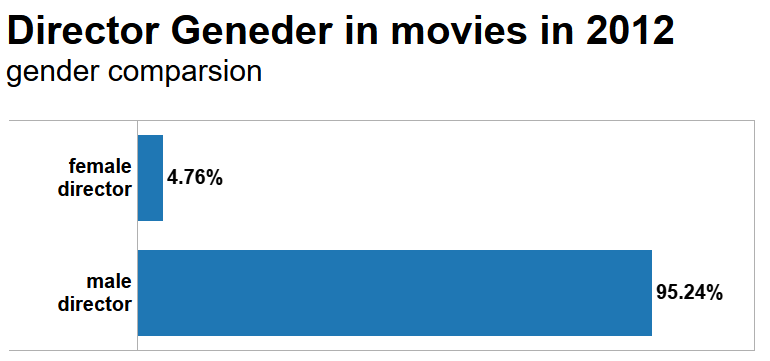 Director Geneder in movies in 2012
gender comparsion
female
director
4.76%
male
director
95.24%